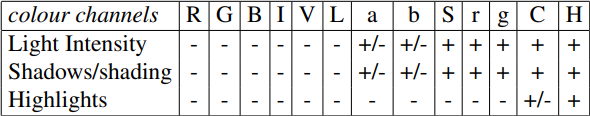 colour channels R G B I V L a b S r g C H
Light Intensity - - - - - - +/- +/- + + + + +
Shadows/shading - - - - - - +/- +/- + + + + +
Highlights - - - - - - - - - - - +/- +